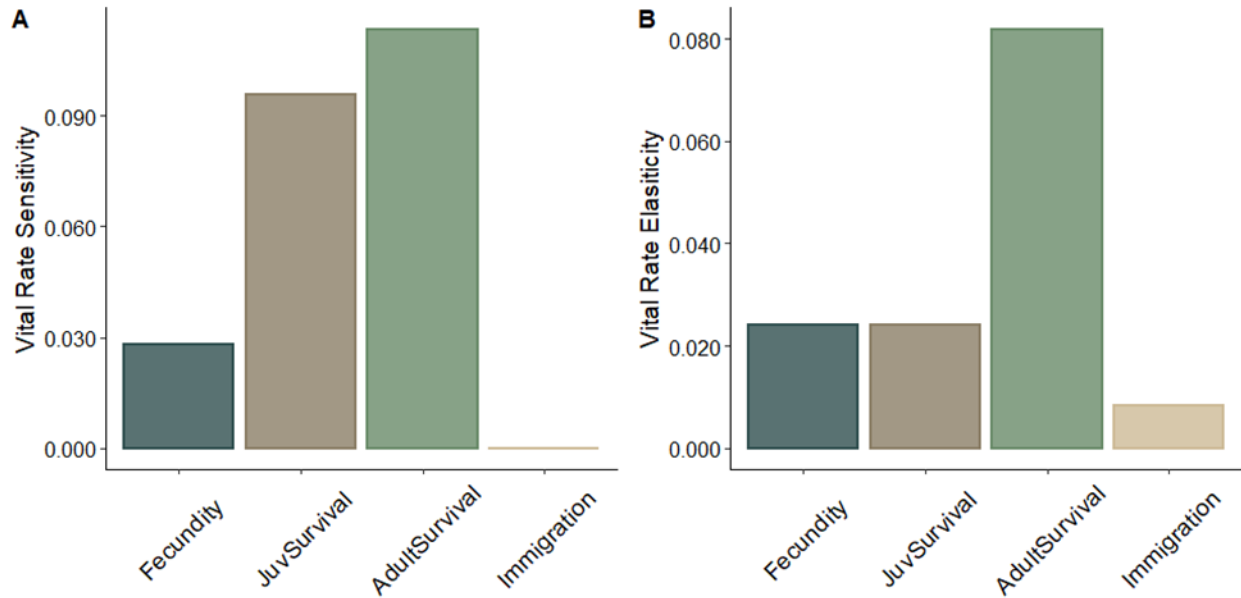 A
Vital Rate Sensitivity
0.090
0.060
0.030
0.000
Fecundity
JuvSurvival
AdultSurvival
Immigration
B
Vital Rate Elasiticity
0.080
0.060
0.040
0.020
0.000
Fecundity
JuvSurvival
AdultSurvival
Immigration